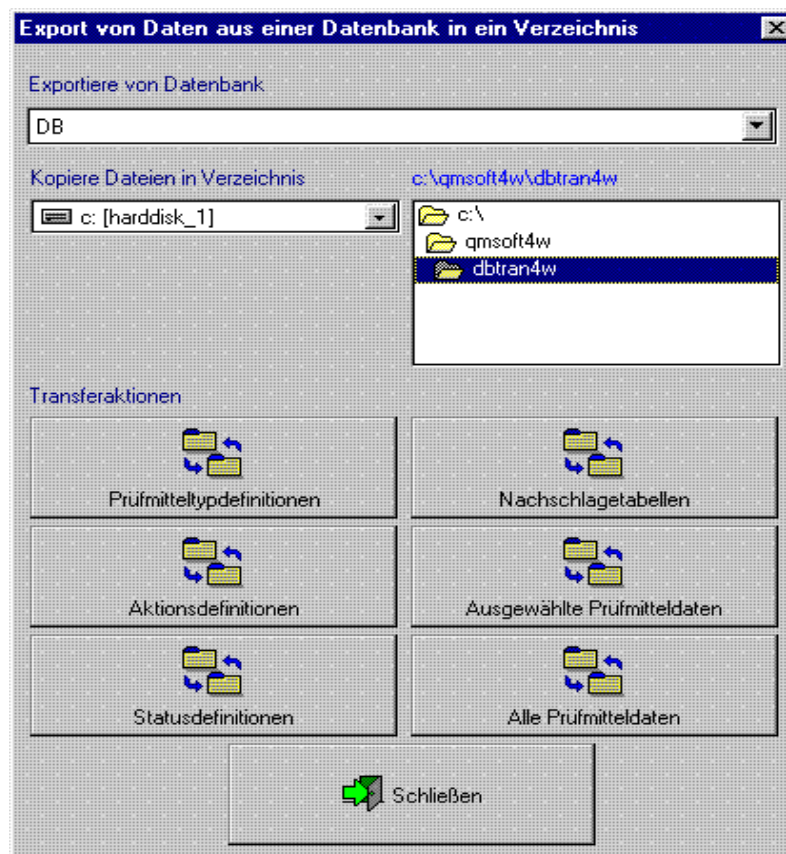 Export von Daten aus einer Datenbank in ein Verzeichnis
Exportiere von Datenbank
DB
Kopiere Dateien in Verzeichnis
c:\qmsoft4w\dbtran4w
c: [harddisk_1]
c:\
qmsoft4w
dbtran4w
Transferaktionen
Prüfmitteltypdefinitionen
Nachschlagetabellen
Aktionsdefinitionen
Ausgewählte Prüfmitteldaten
Statusdefinitionen
Alle Prüfmitteldaten
Schließen